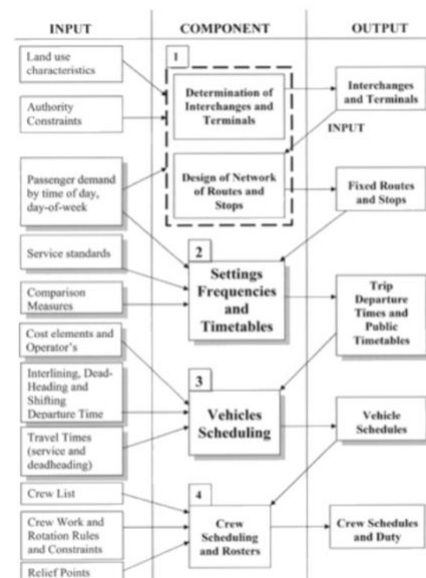 INPUT
COMPONENT
OUTPUT
Land use
characteristics
Authority
Constraints
Passenger demand
by time of day,
day-of-week
Service standards
Comparison
Measures
Cost elements and
Operator's
Interlining, Dead-
Heading and
Shifting
Departure Time
Travel Times
(service and
deadheading)
Crew List
Crew Work and
Rotation Rules
and Constraints
Relief Points
1
Determination of
Interchanges and
Terminals
Design of Network
of Routes and
Stops
2
Settings
Frequencies
and
Timetables
3
Vehicles
Scheduling
4
Crew
Scheduling
and Rosters
Interchanges
and Terminals
INPUT
Fixed Routes
and Stops
Trip
Departure
Times and
Public
Timetables
Vehicle
Schedules
Crew Schedules
and Duty